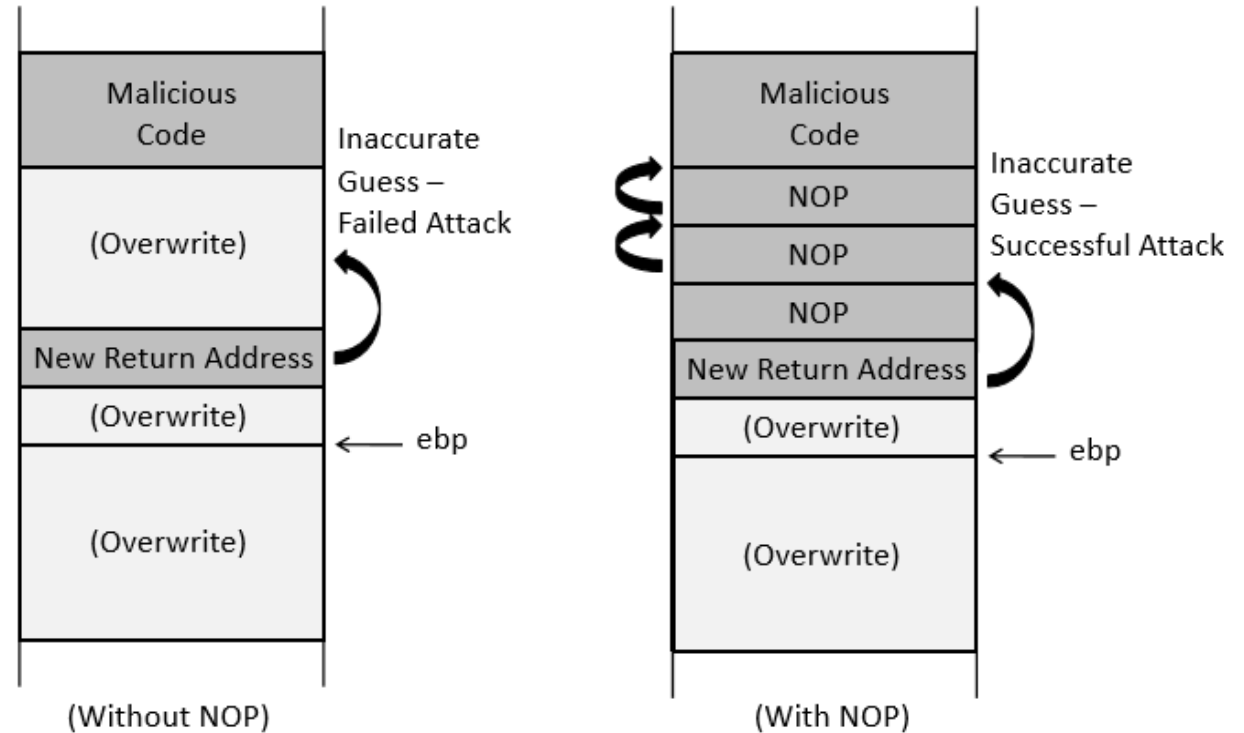 Malicious
Code
Inaccurate
Guess –
Failed Attack
(Overwrite)
New Return Address
(Overwrite)
ebp
(Overwrite)
(Without NOP)
Malicious
Code
Inaccurate
Guess –
Successful Attack
NOP
NOP
NOP
New Return Address
(Overwrite)
ebp
(Overwrite)
(With NOP)